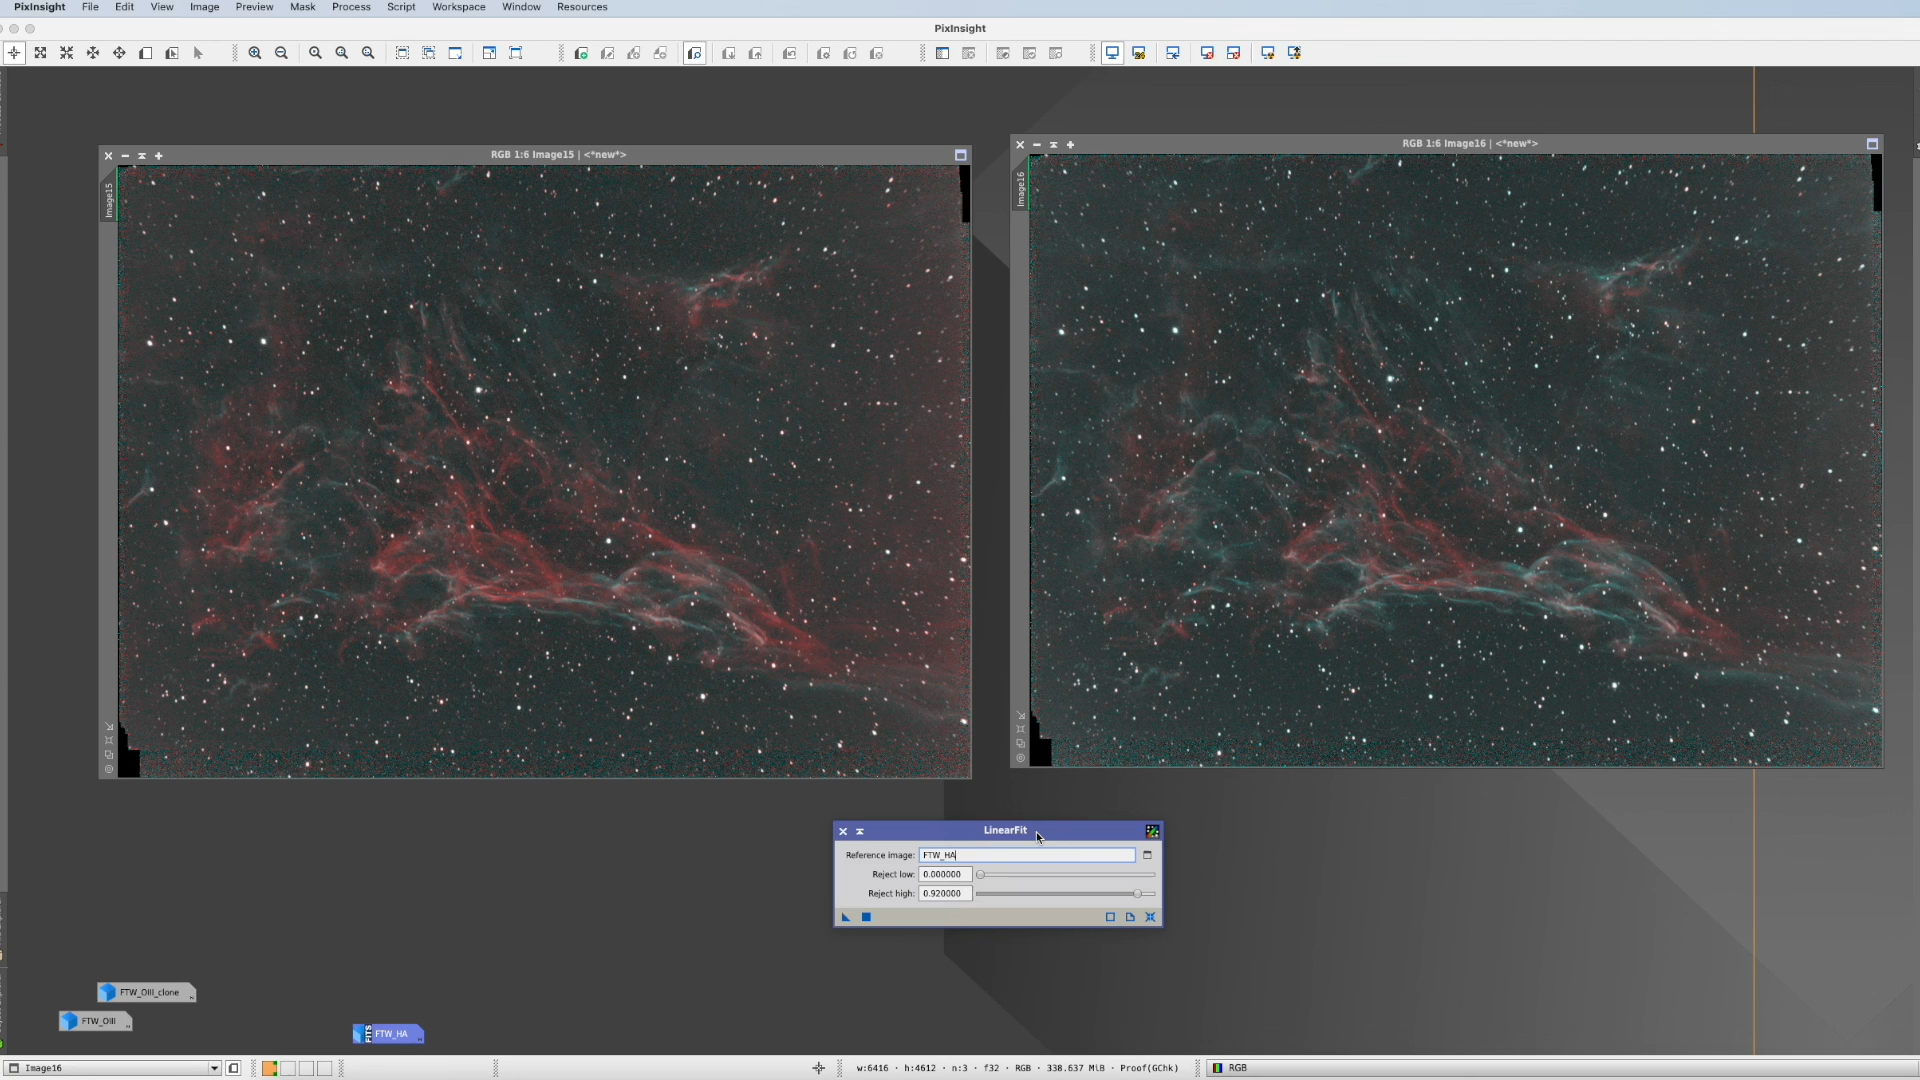 PixInsight File Edit View Image Preview Mask Process Script Workspace Window Resources
PixInsight
RGB 1:6 Image15 | <*new*>
Image15
RGB 1:6 Image16 | <*new*>
Image16
LinearFit
Reference image: FTW_HA
Reject low: 0.000000
Reject high: 0.920000
FTW_OIII_clone
FTW_OIII
FITS FTW_HA
Image16 w:6416 · h:4612 · n:3 · f32 · RGB · 338.637 MiB · Proof(GChk) RGB